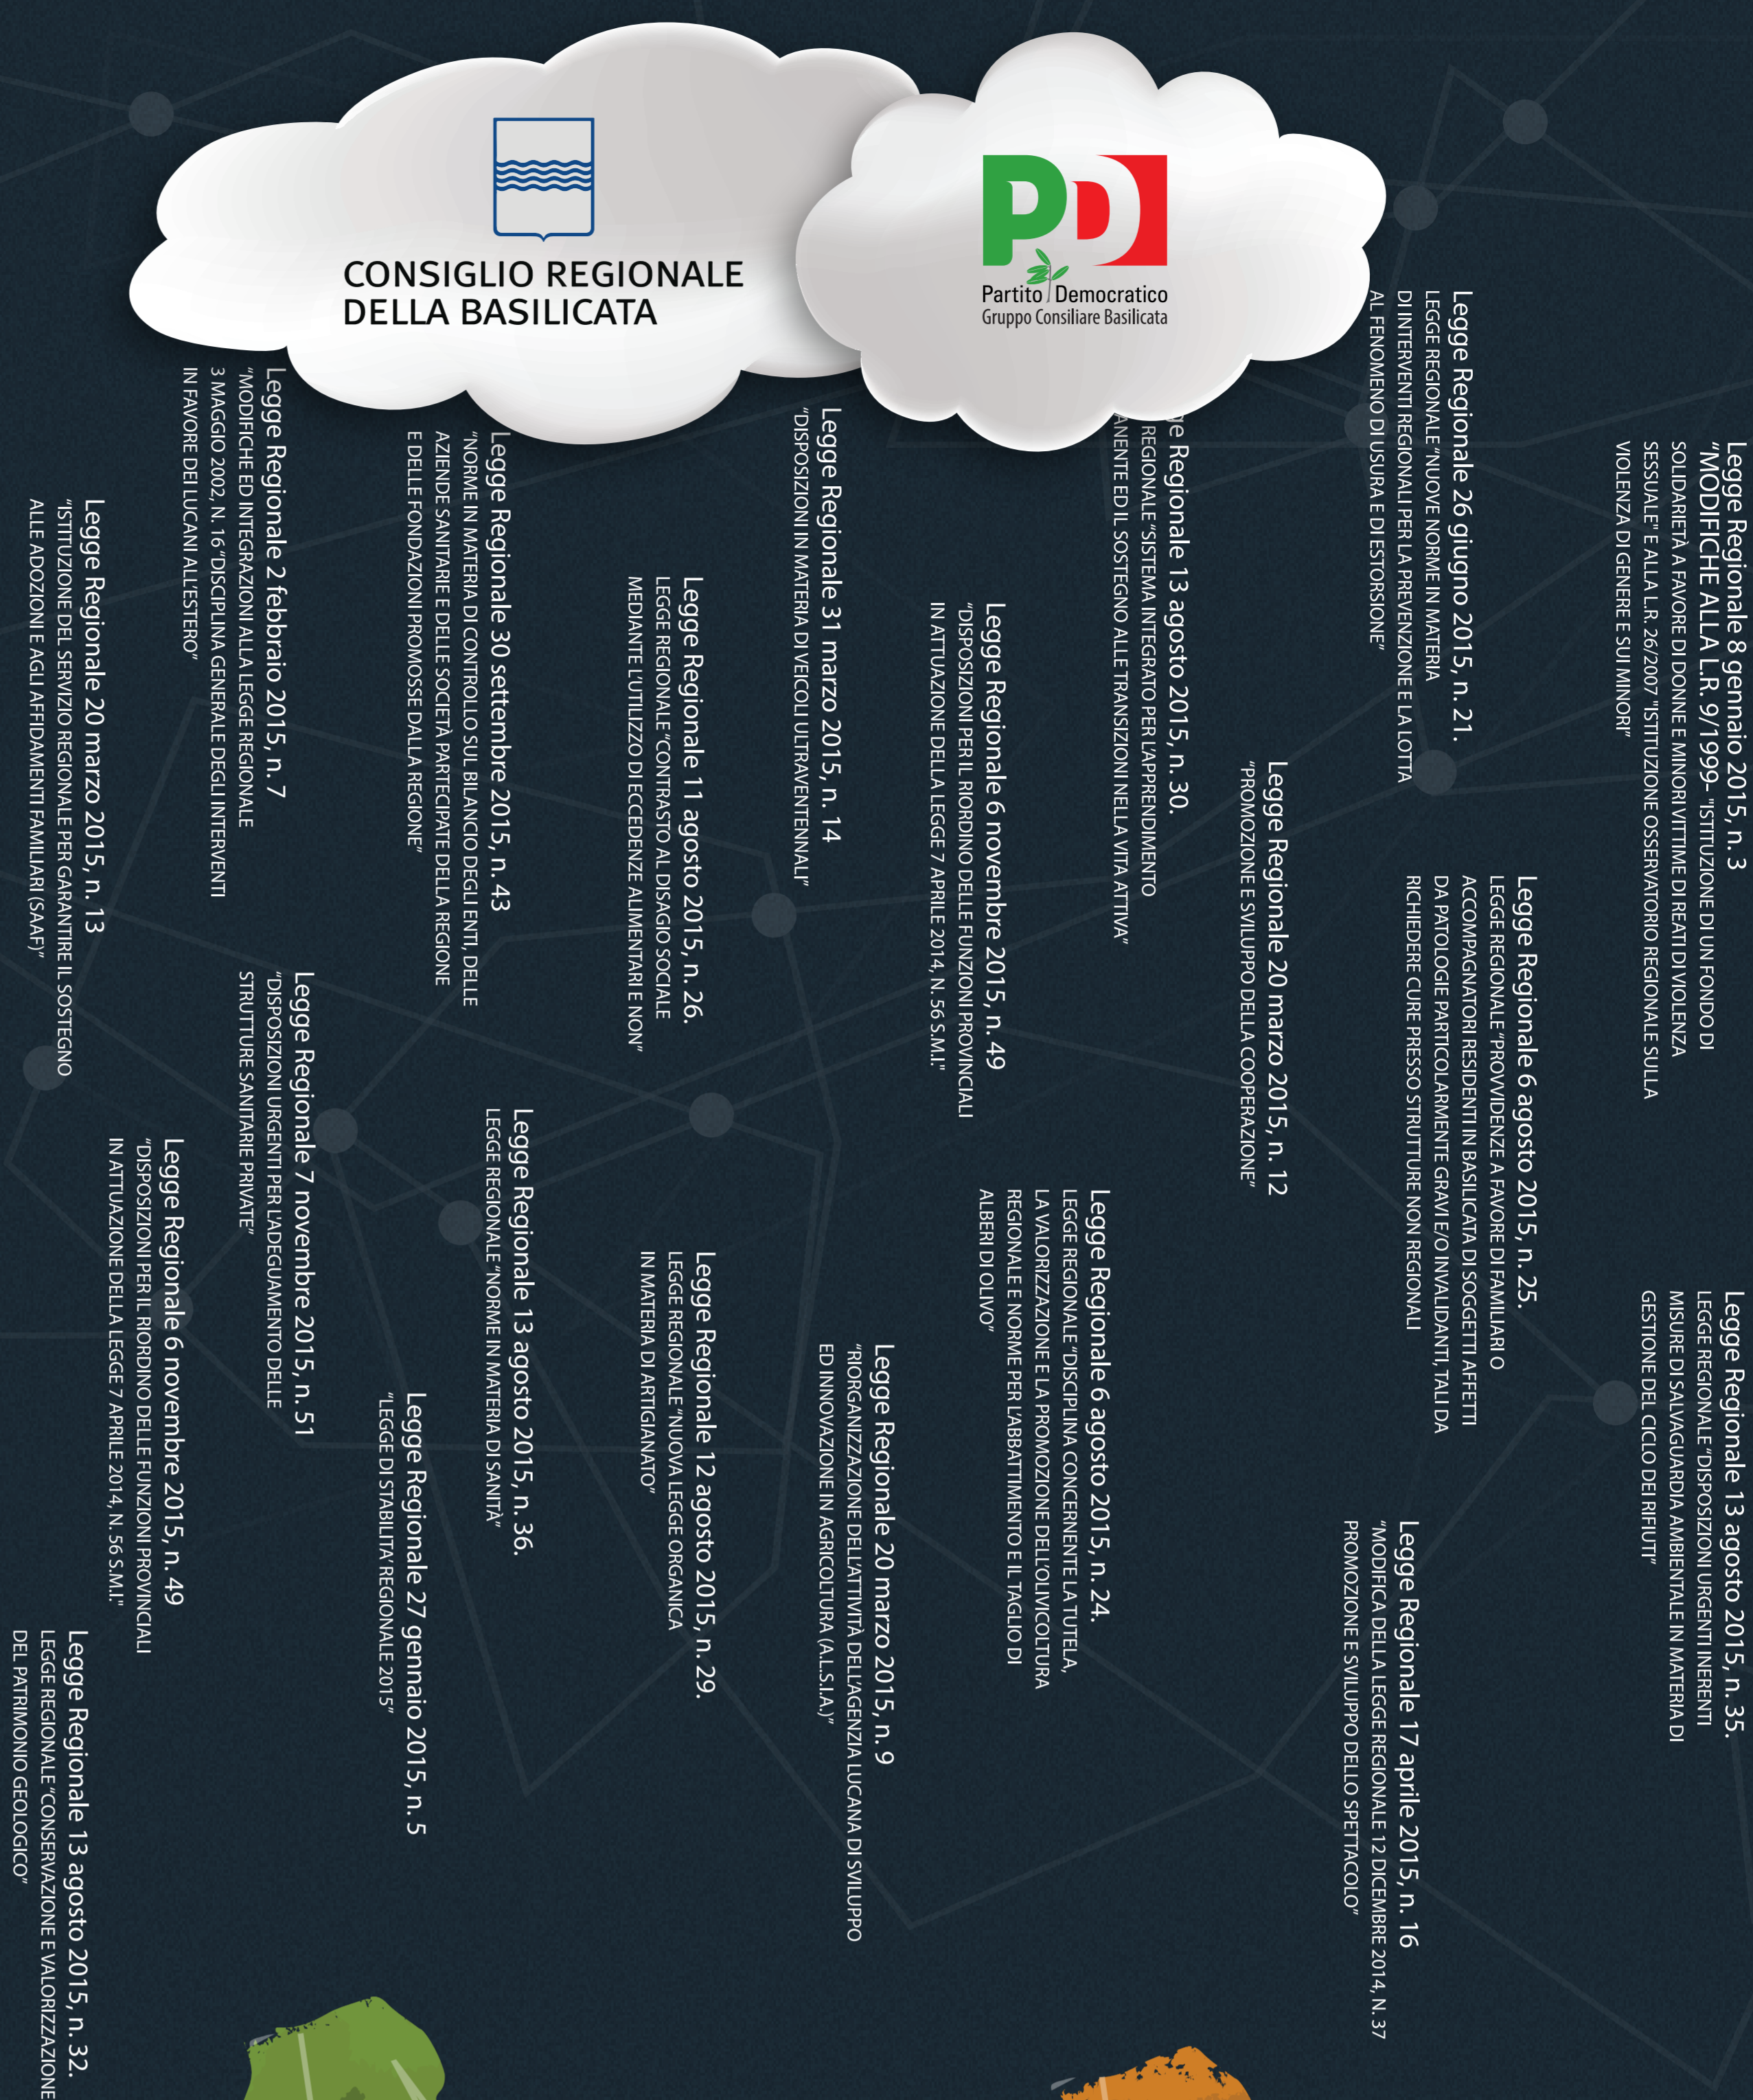 CONSIGLIO REGIONALE
DELLA BASILICATA
PD
Partito Democratico
Gruppo Consiliare Basilicata
Legge Regionale 8 gennaio 2015, n. 3
"MODIFICHE ALLA L.R. 9/1999- "ISTITUZIONE DI UN FONDO DI
SOLIDARIETÀ A FAVORE DI DONNE E MINORI VITTIME DI REATI DI VIOLENZA
SESSUALE" E ALLA L.R. 26/2007 "ISTITUZIONE OSSERVATORIO REGIONALE SULLA
VIOLENZA DI GENERE E SUI MINORI"
Legge Regionale 13 agosto 2015, n. 35.
LEGGE REGIONALE "DISPOSIZIONI URGENTI INERENTI
MISURE DI SALVAGUARDIA AMBIENTALE IN MATERIA DI
GESTIONE DEL CICLO DEI RIFIUTI"
Legge Regionale 26 giugno 2015, n. 21.
LEGGE REGIONALE "NUOVE NORME IN MATERIA
DI INTERVENTI REGIONALI PER LA PREVENZIONE E LA LOTTA
AL FENOMENO DI USURA E DI ESTORSIONE"
Legge Regionale 6 agosto 2015, n. 25.
LEGGE REGIONALE "PROVVIDENZE A FAVORE DI FAMILIARI O
ACCOMPAGNATORI RESIDENTI IN BASILICATA DI SOGGETTI AFFETTI
DA PATOLOGIE PARTICOLARMENTE GRAVI E/O INVALIDANTI, TALI DA
RICHIEDERE CURE PRESSO STRUTTURE NON REGIONALI
Legge Regionale 17 aprile 2015, n. 16
"MODIFICA DELLA LEGGE REGIONALE 12 DICEMBRE 2014, N. 37
PROMOZIONE E SVILUPPO DELLO SPETTACOLO"
Legge Regionale 20 marzo 2015, n. 12
"PROMOZIONE E SVILUPPO DELLA COOPERAZIONE"
Regionale 13 agosto 2015, n. 30.
REGIONALE "SISTEMA INTEGRATO PER L'APPRENDIMENTO
ED IL SOSTEGNO ALLE TRANSIZIONI NELLA VITA ATTIVA"
Legge Regionale 6 agosto 2015, n. 24.
LEGGE REGIONALE "DISCIPLINA CONCERNENTE LA TUTELA,
LA VALORIZZAZIONE E LA PROMOZIONE DELL'OLIVICOLTURA
REGIONALE E NORME PER L'ABBATTIMENTO E IL TAGLIO DI
ALBERI DI OLIVO"
Legge Regionale 6 novembre 2015, n. 49
"DISPOSIZIONI PER IL RIORDINO DELLE FUNZIONI PROVINCIALI
IN ATTUAZIONE DELLA LEGGE 7 APRILE 2014, N. 56 S.M.I."
Legge Regionale 20 marzo 2015, n. 9
"RIORGANIZZAZIONE DELL'ATTIVITÀ DELL'AGENZIA LUCANA DI SVILUPPO
ED INNOVAZIONE IN AGRICOLTURA (A.L.S.I.A.)"
Legge Regionale 31 marzo 2015, n. 14
"DISPOSIZIONI IN MATERIA DI VEICOLI ULTRAVENTENNALI"
Legge Regionale 11 agosto 2015, n. 26.
LEGGE REGIONALE "CONTRASTO AL DISAGIO SOCIALE
MEDIANTE L'UTILIZZO DI ECCEDENZE ALIMENTARI E NON"
Legge Regionale 12 agosto 2015, n. 29.
LEGGE REGIONALE "NUOVA LEGGE ORGANICA
IN MATERIA DI ARTIGIANATO"
Legge Regionale 30 settembre 2015, n. 43
"NORME IN MATERIA DI CONTROLLO SUL BILANCIO DEGLI ENTI, DELLE
AZIENDE SANITARIE E DELLE SOCIETÀ PARTECIPATE DELLA REGIONE
E DELLE FONDAZIONI PROMOSSE DALLA REGIONE"
Legge Regionale 13 agosto 2015, n. 36.
LEGGE REGIONALE "NORME IN MATERIA DI SANITÀ"
Legge Regionale 27 gennaio 2015, n. 5
"LEGGE DI STABILITA' REGIONALE 2015"
Legge Regionale 2 febbraio 2015, n. 7
"MODIFICHE ED INTEGRAZIONI ALLA LEGGE REGIONALE
3 MAGGIO 2002, N. 16 "DISCIPLINA GENERALE DEGLI INTERVENTI
IN FAVORE DEI LUCANI ALL'ESTERO"
Legge Regionale 7 novembre 2015, n. 51
"DISPOSIZIONI URGENTI PER L'ADEGUAMENTO DELLE
STRUTTURE SANITARIE PRIVATE"
Legge Regionale 6 novembre 2015, n. 49
"DISPOSIZIONI PER IL RIORDINO DELLE FUNZIONI PROVINCIALI
IN ATTUAZIONE DELLA LEGGE 7 APRILE 2014, N. 56 S.M.I."
Legge Regionale 20 marzo 2015, n. 13
"ISTITUZIONE DEL SERVIZIO REGIONALE PER GARANTIRE IL SOSTEGNO
ALLE ADOZIONI E AGLI AFFIDAMENTI FAMILIARI (SAAF)"
Legge Regionale 13 agosto 2015, n. 32.
LEGGE REGIONALE "CONSERVAZIONE E VALORIZZAZIONE
DEL PATRIMONIO GEOLOGICO"